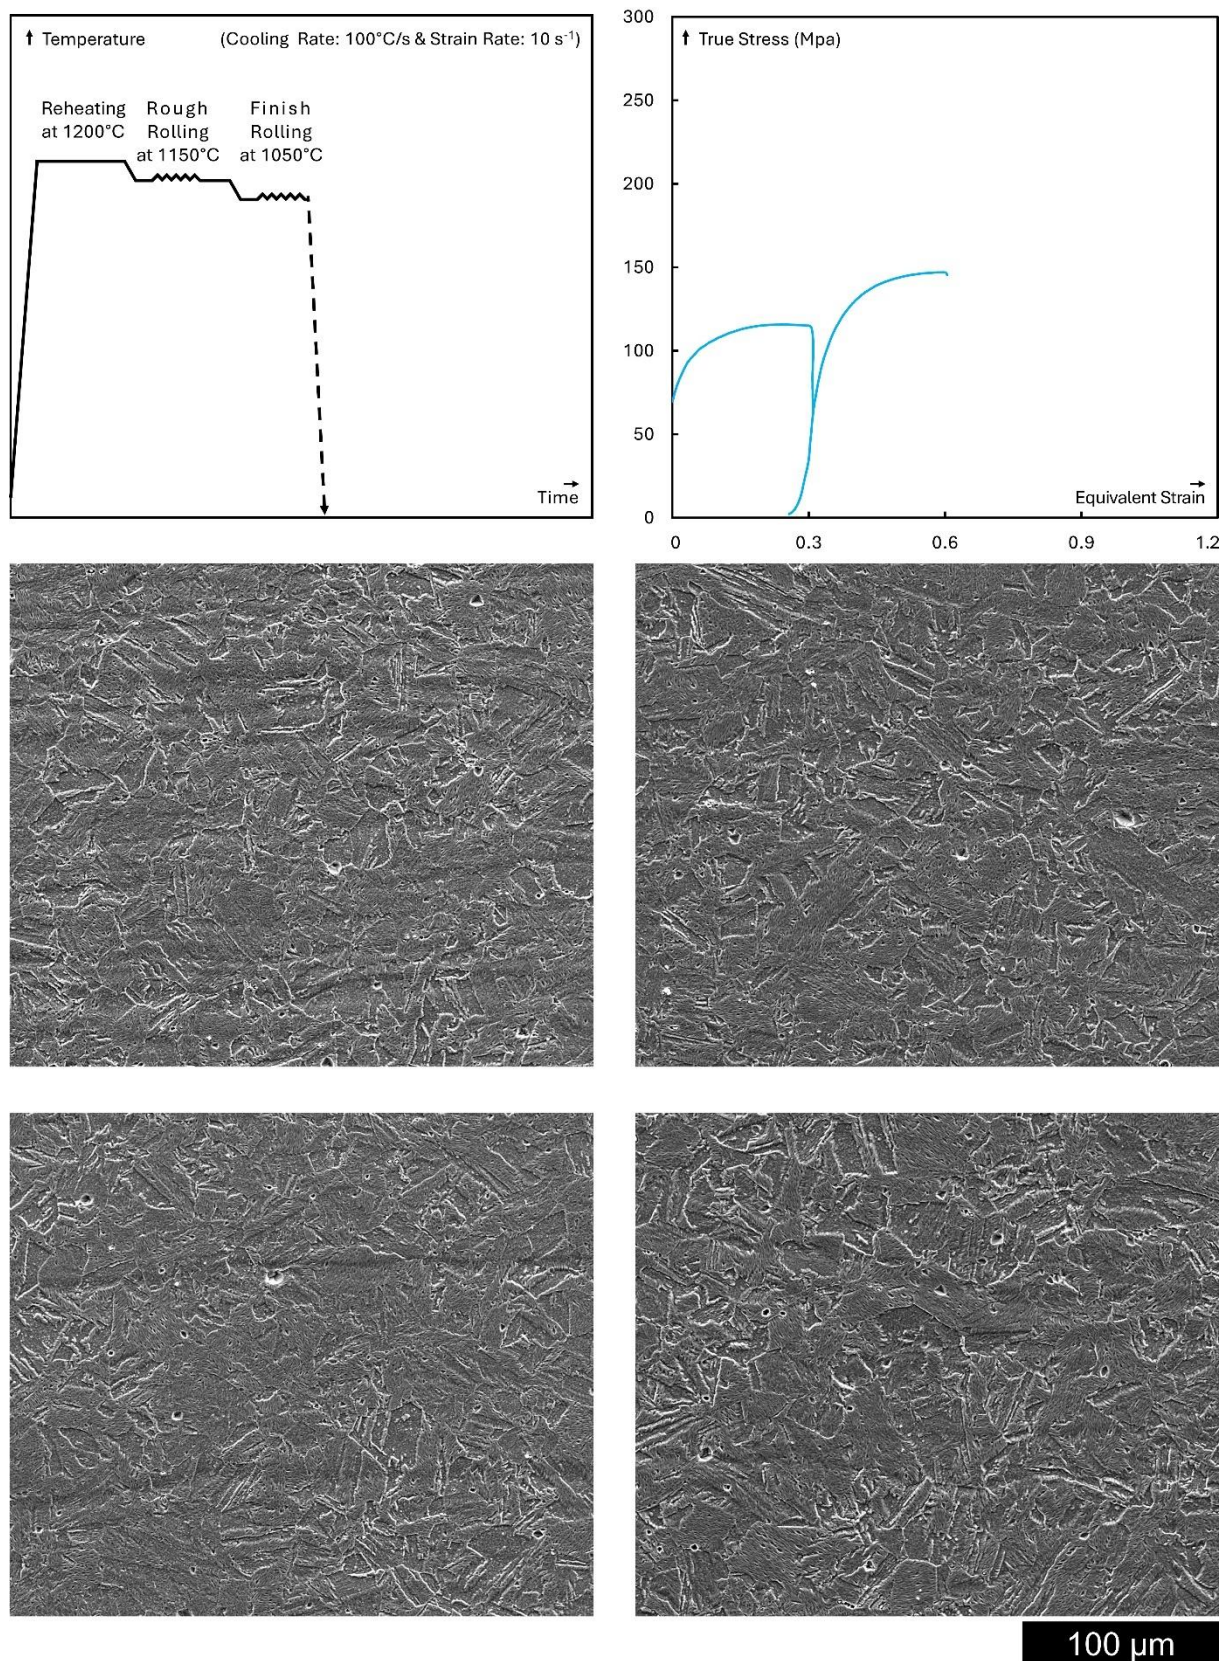 ↑ Temperature (Cooling Rate: 100°C/s & Strain Rate: 10 s⁻¹)
Reheating
at 1200°C
Rough
Rolling
at 1150°C
Finish
Rolling
at 1050°C
→
Time
300
↑ True Stress (Mpa)
250
200
150
100
50
0
→
Equivalent Strain
0 0.3 0.6 0.9 1.2
100 µm